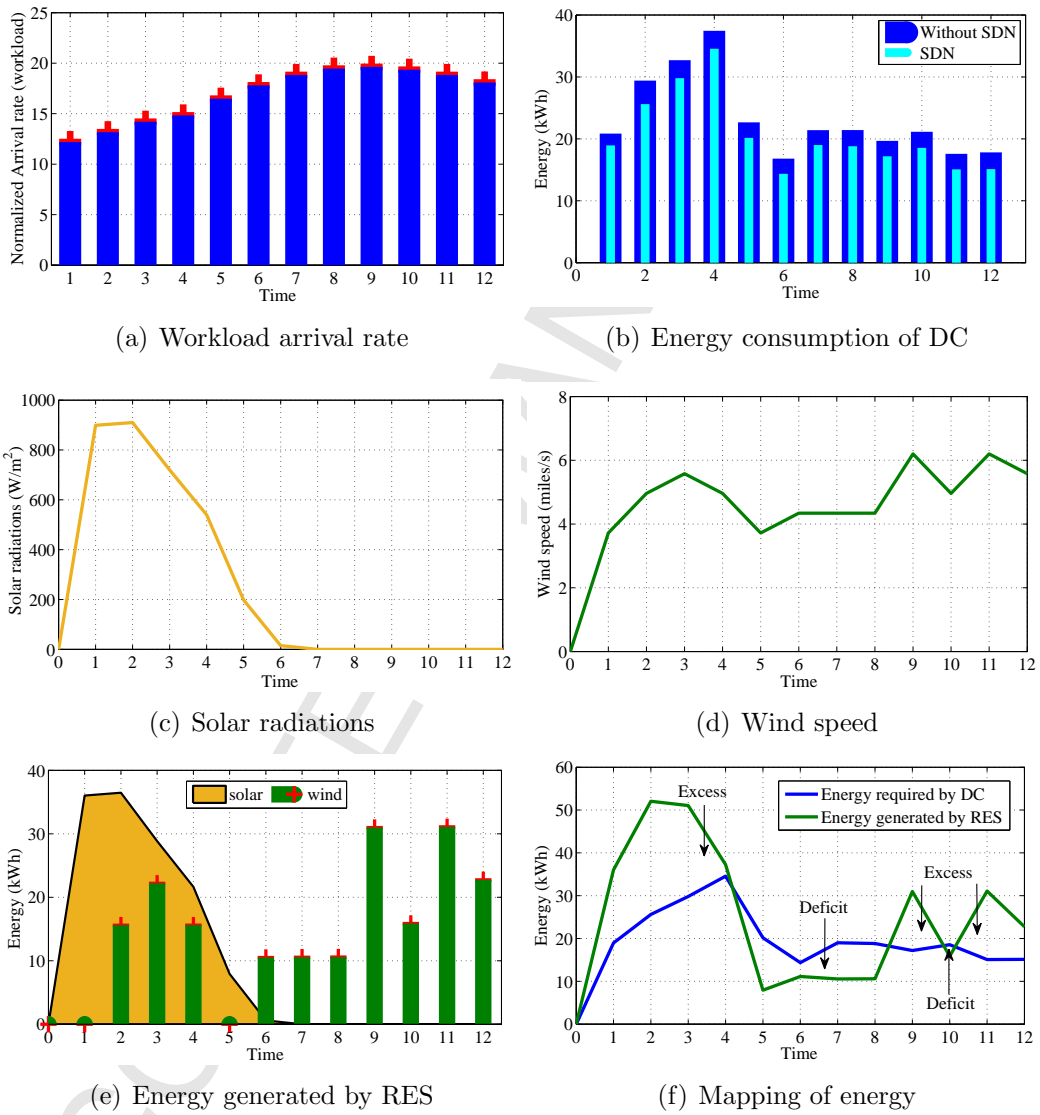 25
20
15
10
5
0
Normalized Arrival rate (workload)
1 2 3 4 5 6 7 8 9 10 11 12
Time
(a) Workload arrival rate
40
30
20
10
0
Energy (kWh)
Without SDN
SDN
0 2 4 6 8 10 12
Time
(b) Energy consumption of DC
1000
800
600
400
200
0
Solar radiations (W/m²)
0 1 2 3 4 5 6 7 8 9 10 11 12
Time
(c) Solar radiations
8
6
4
2
0
Wind speed (miles/s)
0 1 2 3 4 5 6 7 8 9 10 11 12
Time
(d) Wind speed
40
30
20
10
0
Energy (kWh)
solar wind
0 1 2 3 4 5 6 7 8 9 10 11 12
Time
(e) Energy generated by RES
60
50
40
30
20
10
0
Energy (kWh)
Energy required by DC
Energy generated by RES
Excess
Excess
Deficit
Deficit
0 1 2 3 4 5 6 7 8 9 10 11 12
Time
(f) Mapping of energy